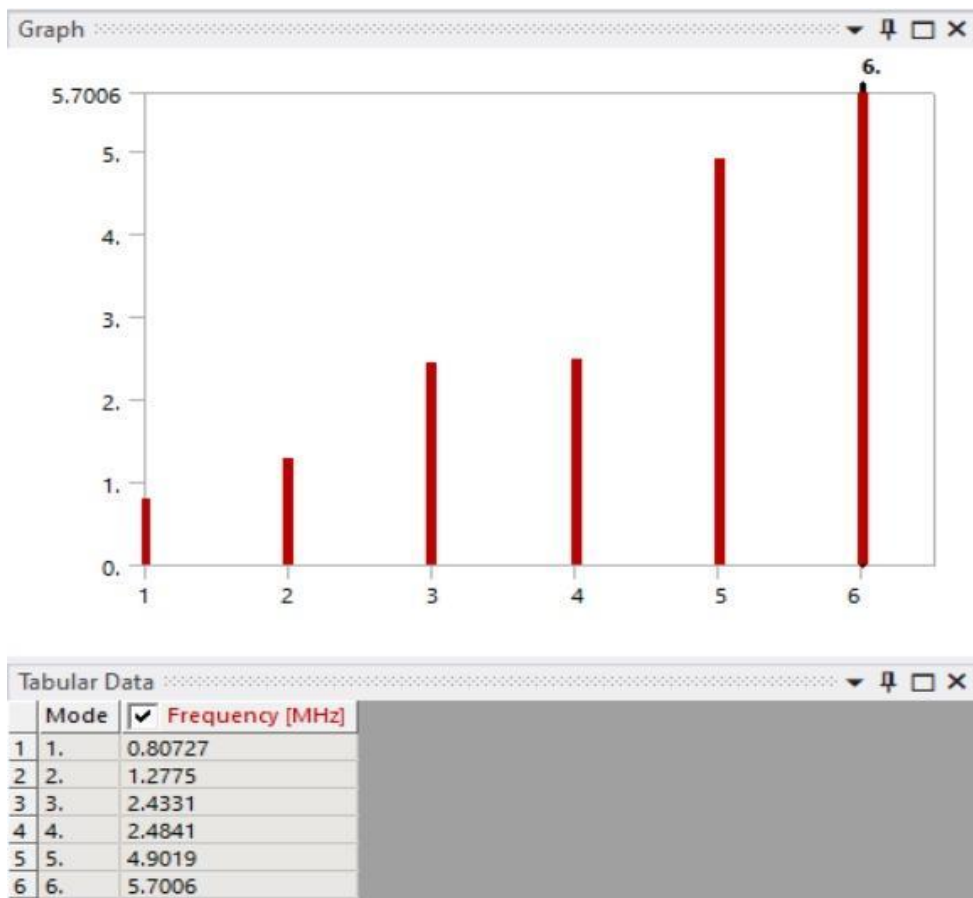 Graph
6.
5.7006
5.
4.
3.
2.
1.
0.
1 2 3 4 5 6
Tabular Data
Mode Frequency [MHz]
1 1. 0.80727
2 2. 1.2775
3 3. 2.4331
4 4. 2.4841
5 5. 4.9019
6 6. 5.7006